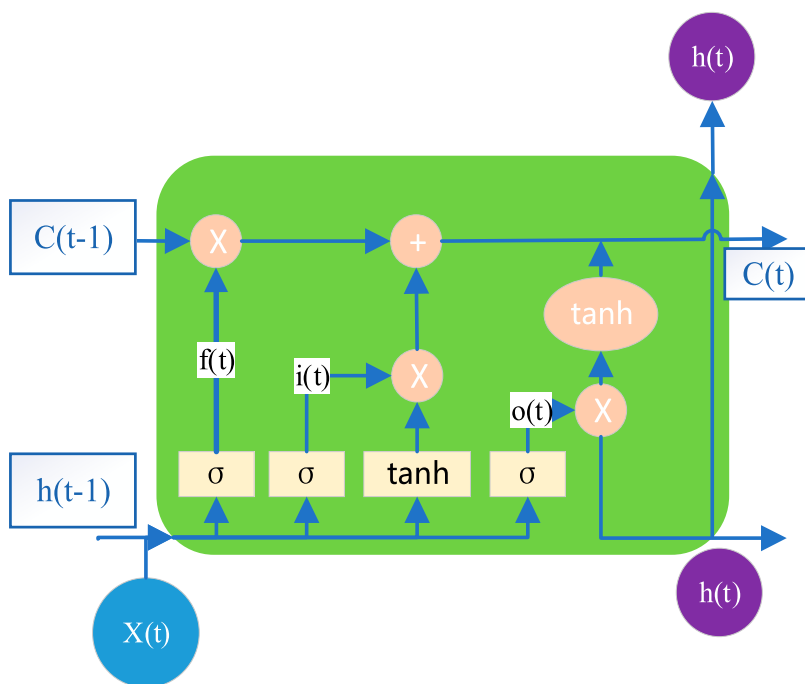 h(t)
C(t-1)
X
+
C(t)
tanh
f(t)
i(t)
X
o(t)
X
h(t-1)
σ
σ
tanh
σ
h(t)
X(t)